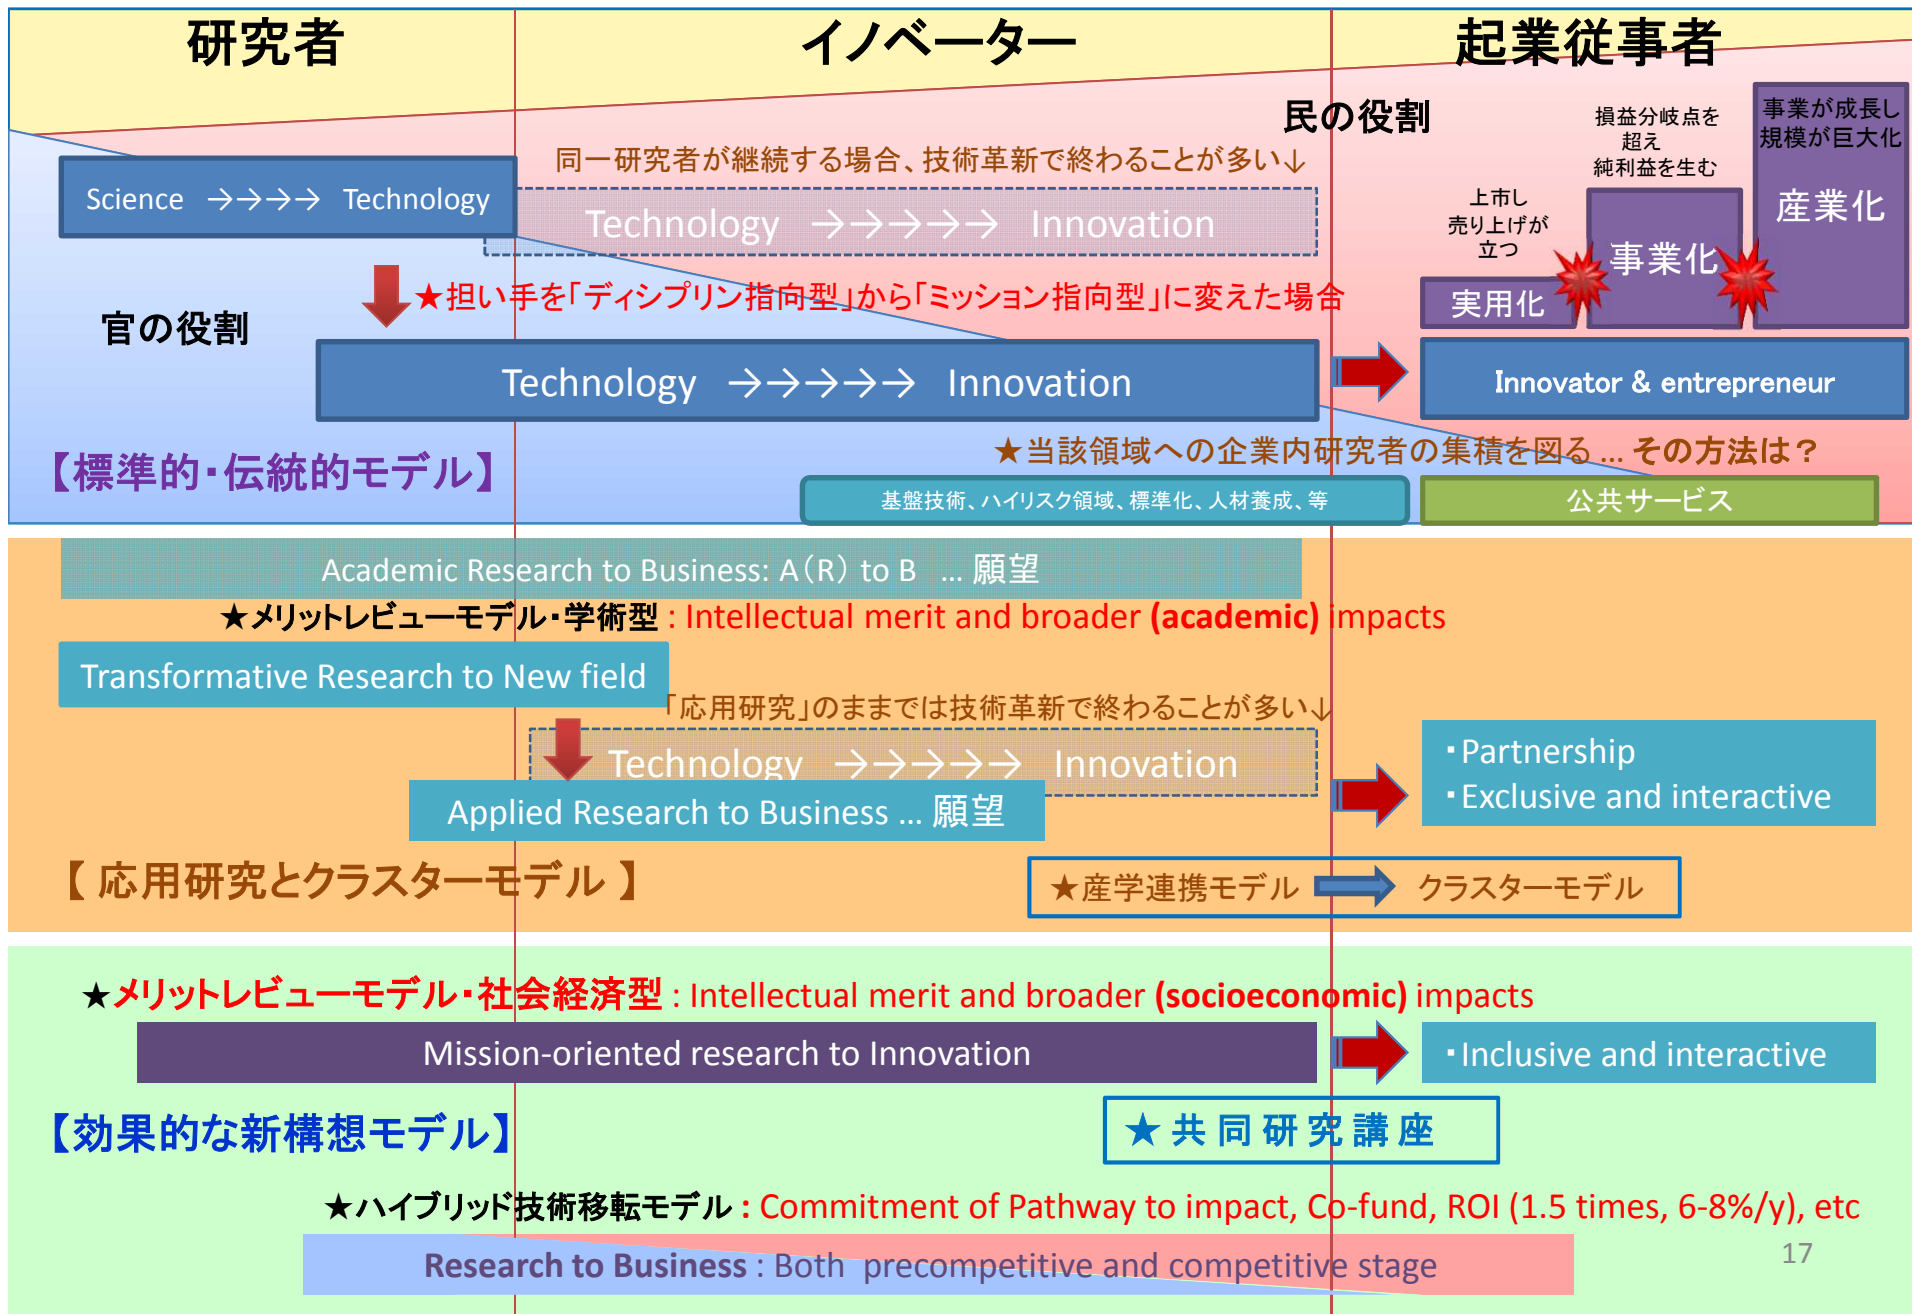 研究者
イノベーター
起業従事者
民の役割
損益分岐点を
超え
純利益を生む
事業が成長し
規模が巨大化
産業化
同一研究者が継続する場合、技術革新で終わることが多い↓
Science →→→→ Technology
Technology →→→→→ Innovation
上市し
売り上げが
立つ
事業化
実用化
★担い手を「ディシプリン指向型」から「ミッション指向型」に変えた場合
官の役割
Technology →→→→→ Innovation
Innovator & entrepreneur
★当該領域への企業内研究者の集積を図る … その方法は？
【標準的・伝統的モデル】
基盤技術、ハイリスク領域、標準化、人材養成、等
公共サービス
Academic Research to Business: A（R）to B … 願望
★メリットレビューモデル・学術型 : Intellectual merit and broader (academic) impacts
Transformative Research to New field
「応用研究」のままでは技術革新で終わることが多い↓
Technology →→→→→ Innovation
Applied Research to Business … 願望
・Partnership
・Exclusive and interactive
【 応用研究とクラスターモデル 】
★産学連携モデル クラスターモデル
★メリットレビューモデル・社会経済型 : Intellectual merit and broader (socioeconomic) impacts
Mission-oriented research to Innovation
・Inclusive and interactive
【効果的な新構想モデル】
★共同研究講座
★ハイブリッド技術移転モデル : Commitment of Pathway to impact, Co-fund, ROI (1.5 times, 6-8%/y), etc
Research to Business : Both precompetitive and competitive stage
17